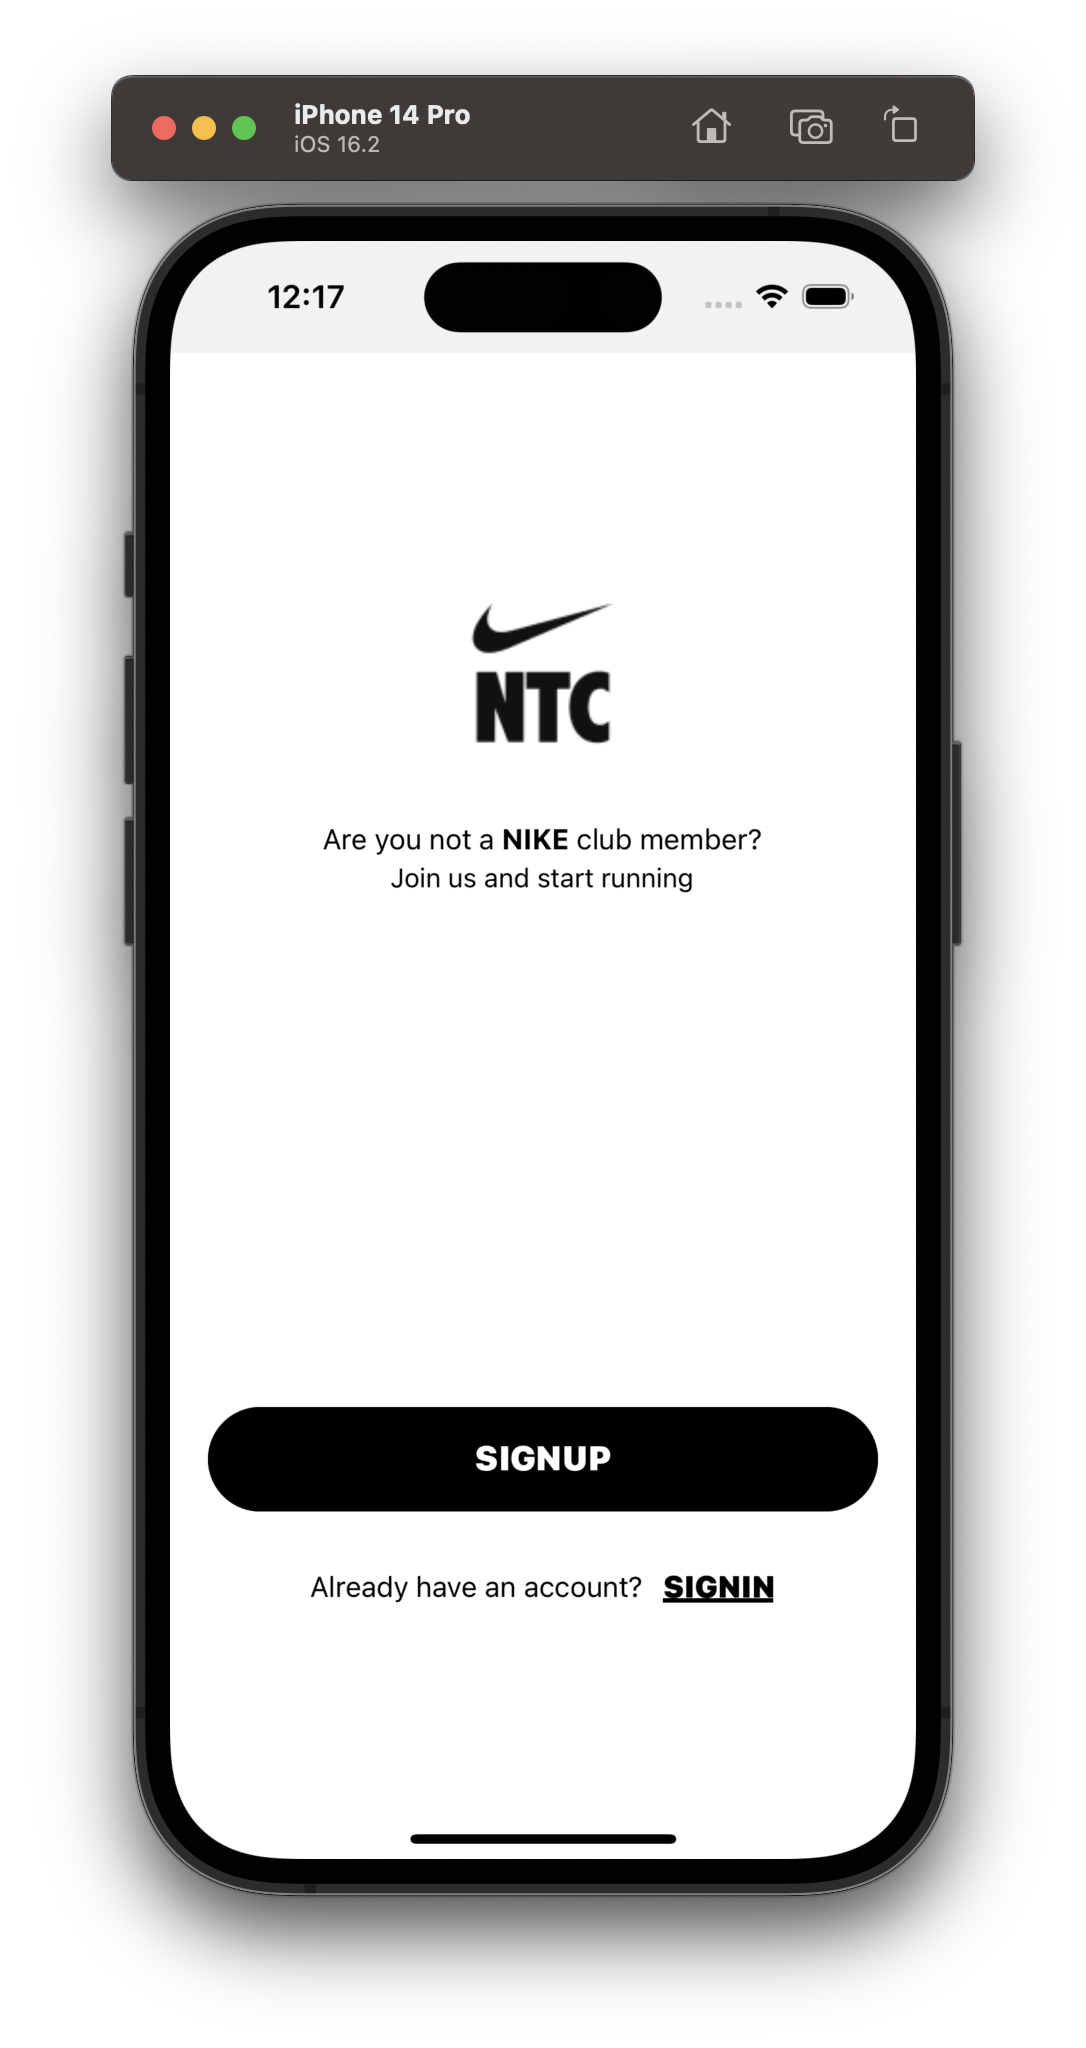 iPhone 14 Pro
iOS 16.2
12:17
NTC
Are you not a NIKE club member?
Join us and start running
SIGNUP
Already have an account? SIGNIN